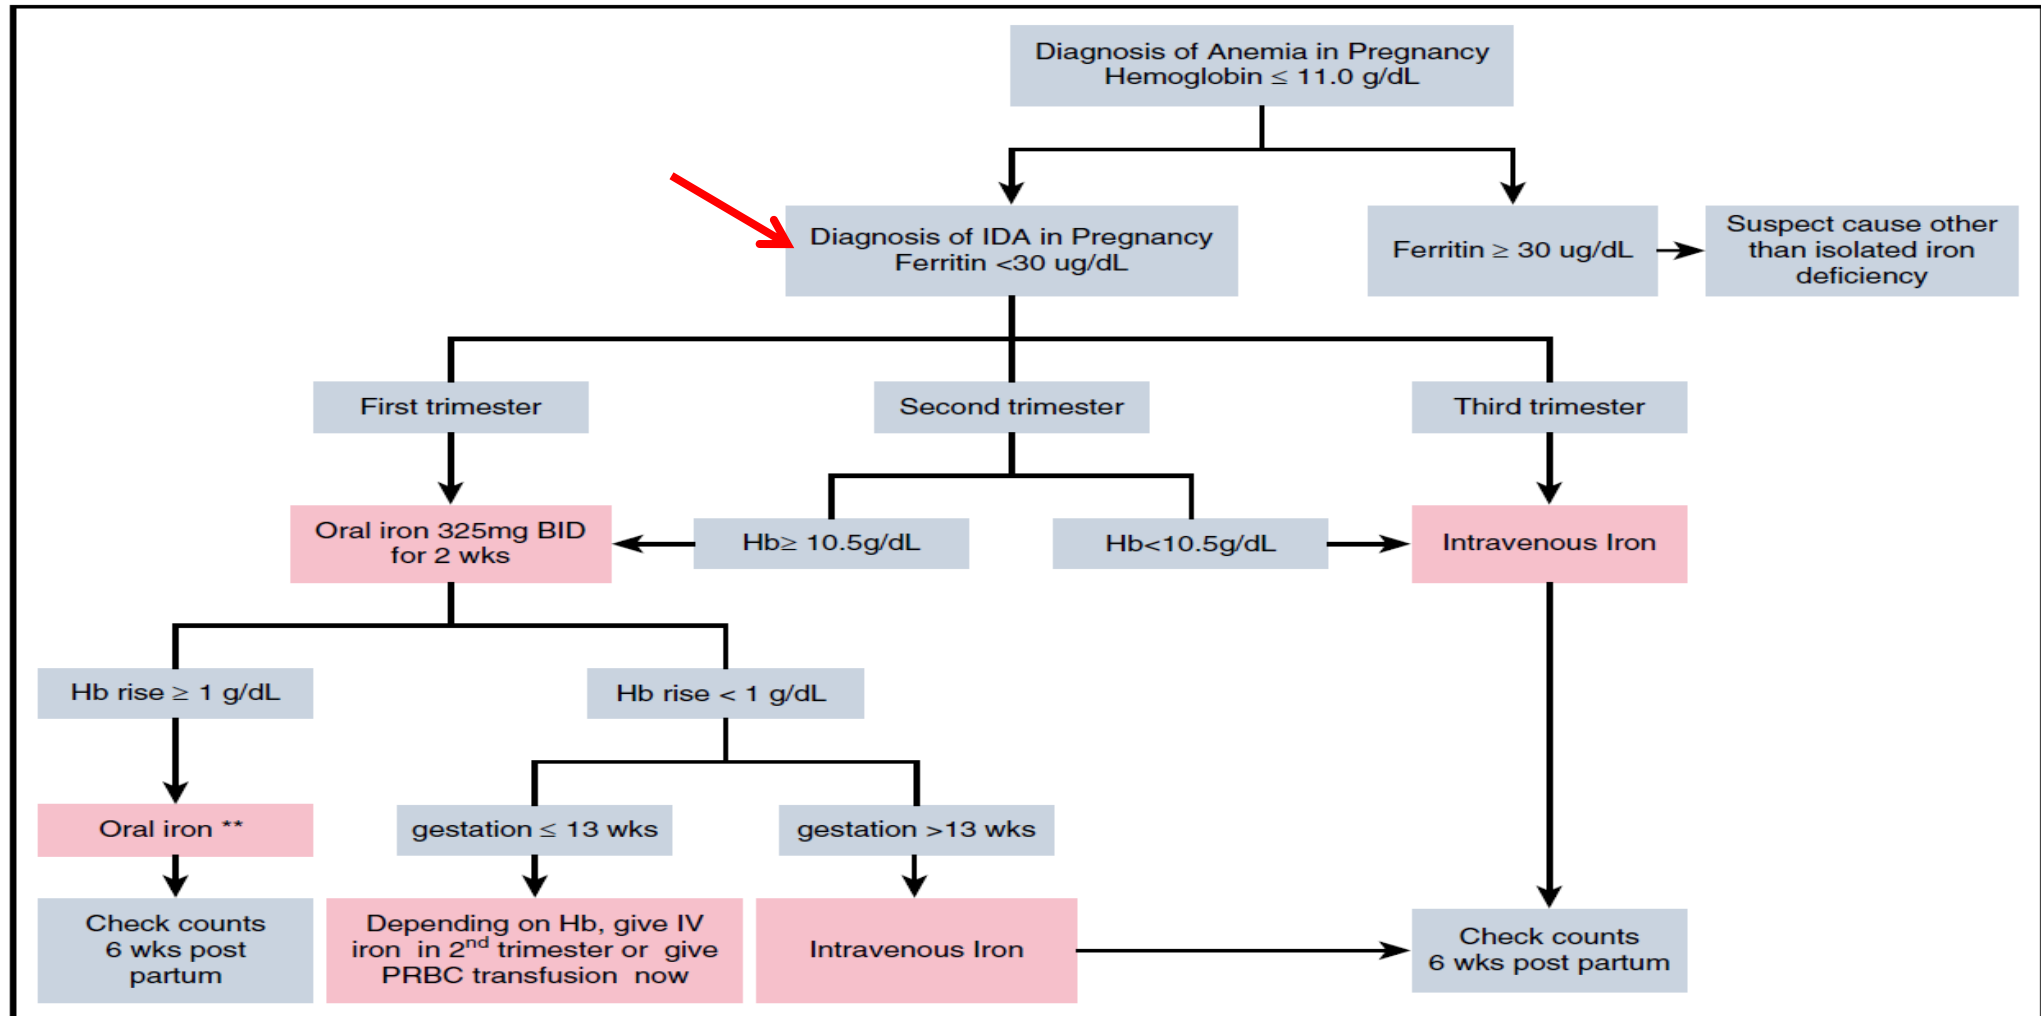 Diagnosis of Anemia in Pregnancy
Hemoglobin ≤ 11.0 g/dL
Diagnosis of IDA in Pregnancy
Ferritin <30 ug/dL
Ferritin ≥ 30 ug/dL
Suspect cause other
than isolated iron
deficiency
First trimester
Second trimester
Third trimester
Oral iron 325mg BID
for 2 wks
Hb≥ 10.5g/dL
Hb<10.5g/dL
Intravenous Iron
Hb rise ≥ 1 g/dL
Hb rise < 1 g/dL
Oral iron **
gestation ≤ 13 wks
gestation >13 wks
Check counts
6 wks post
partum
Depending on Hb, give IV
iron in 2nd trimester or give
PRBC transfusion now
Intravenous Iron
Check counts
6 wks post partum